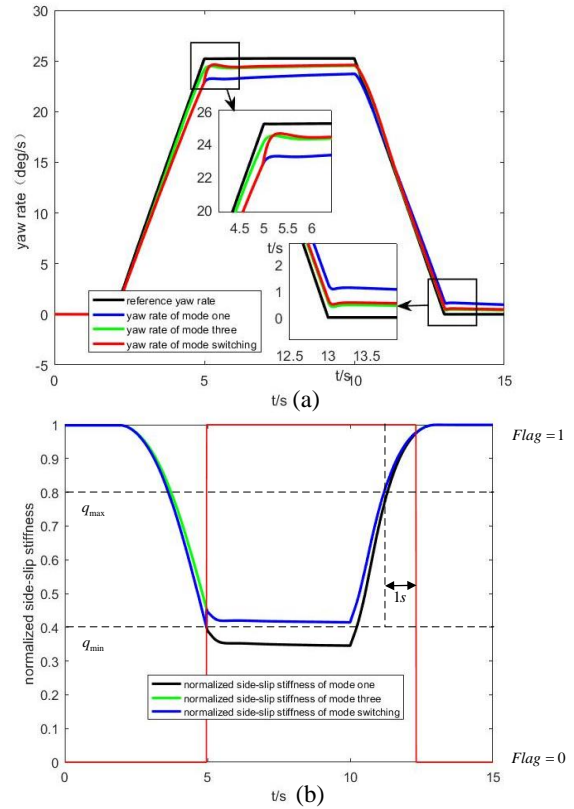 30
25
20
15
10
5
0
-5
yaw rate（deg/s）
26
24
22
20
4.5 5 5.5 6
t/s
2
1
0
12.5 13 13.5
t/s
reference yaw rate
yaw rate of mode one
yaw rate of mode three
yaw rate of mode switching
0 5 10 15
t/s
(a)
1
0.9
0.8
0.7
0.6
0.5
0.4
0.3
0.2
0.1
0
normalized side-slip stiffness
Flag = 1
qmax
1s
qmin
normalized side-slip stiffness of mode one
normalized side-slip stiffness of mode three
normalized side-slip stiffness of mode switching
Flag = 0
0 5 10 15
t/s
(b)